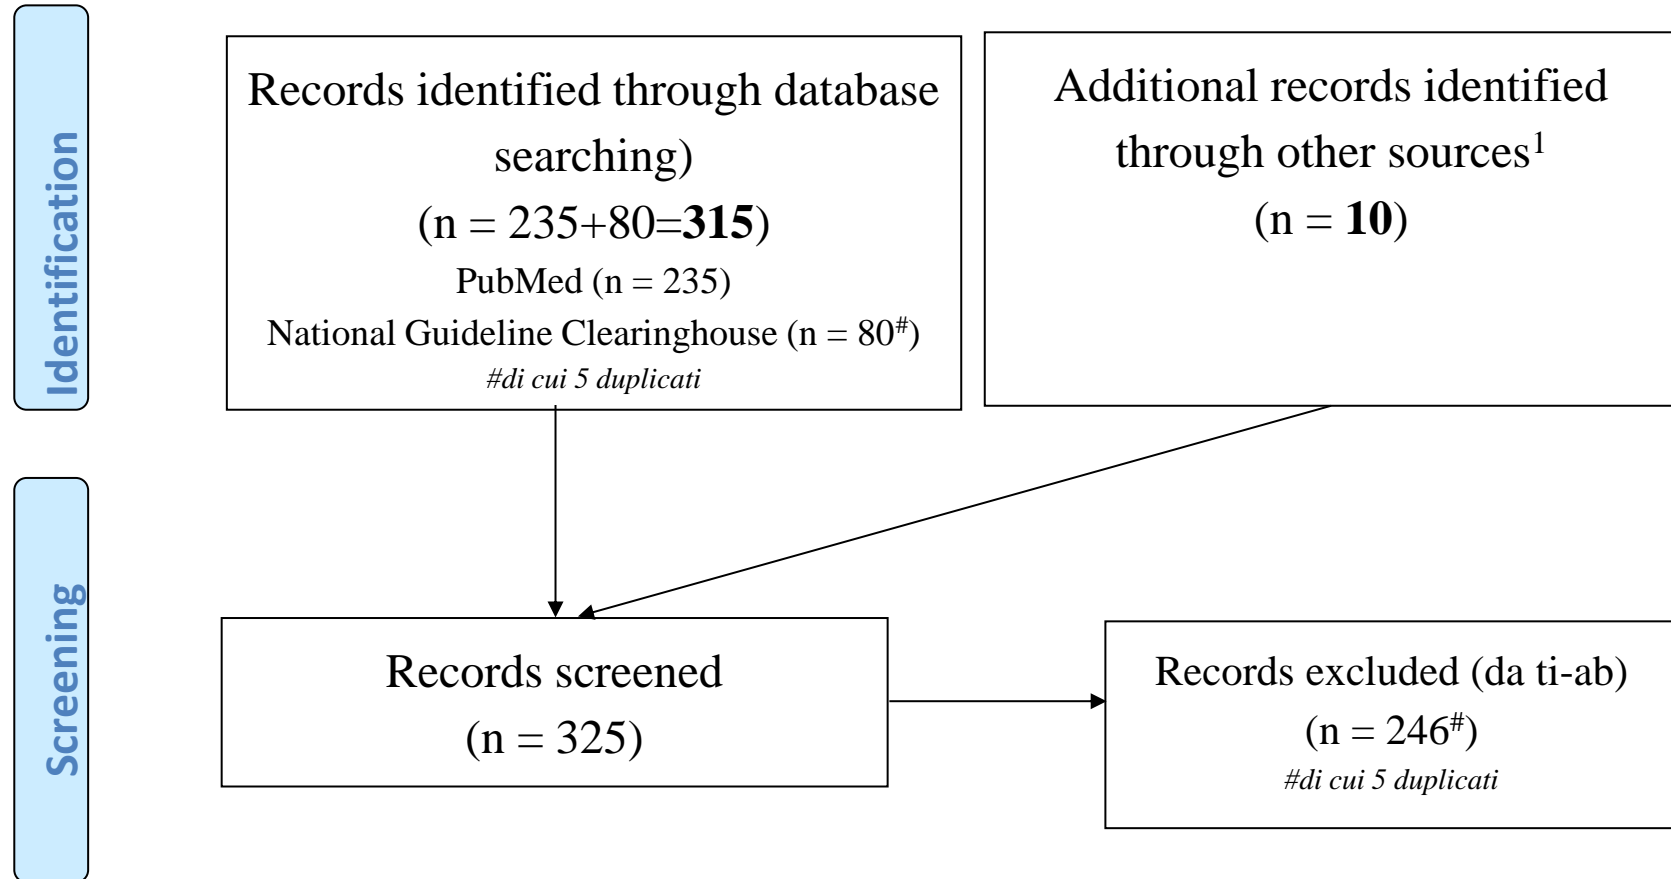 Identification
Records identified through database
searching)
(n = 235+80=315)
PubMed (n = 235)
National Guideline Clearinghouse (n = 80#)
#di cui 5 duplicati
Additional records identified
through other sources1
(n = 10)
Screening
Records screened
(n = 325)
Records excluded (da ti-ab)
(n = 246#)
#di cui 5 duplicati